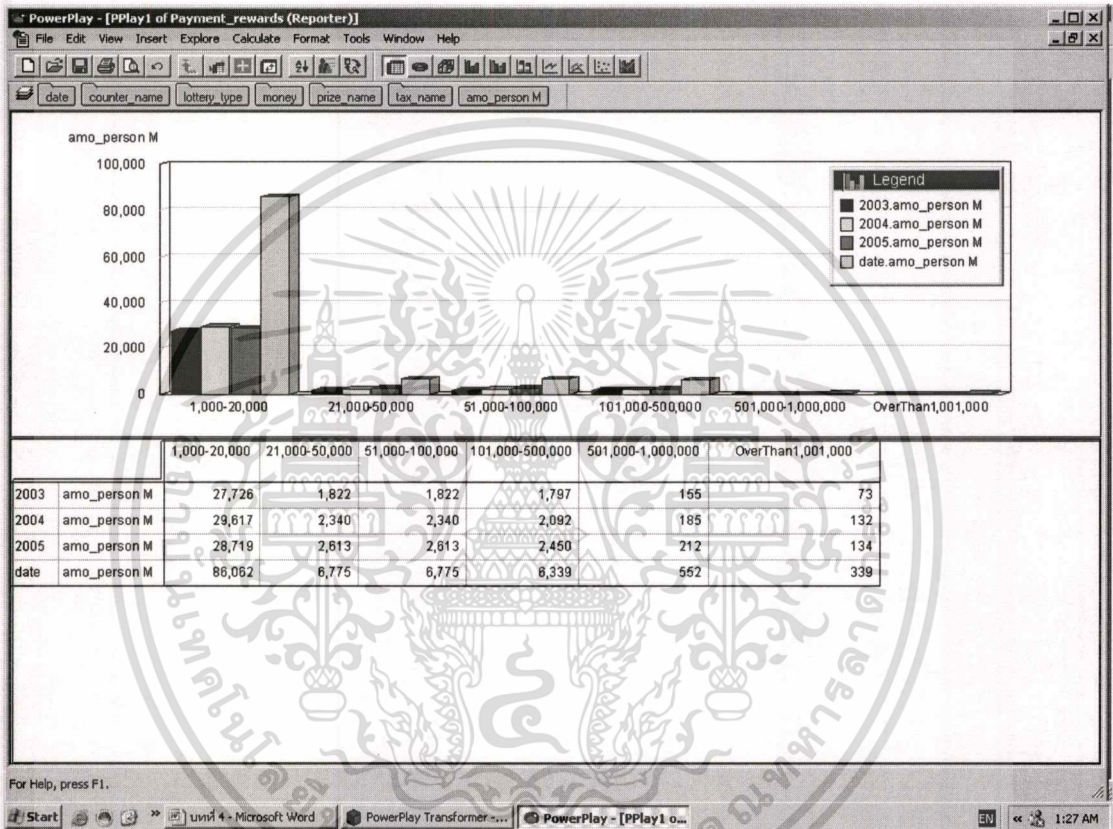 PowerPlay - [PPlay1 of Payment_rewards (Reporter)]
File Edit View Insert Explore Calculate Format Tools Window Help
date counter_name lottery_type money prize_name tax_name amo_person M
amo_person M
100,000
80,000
60,000
40,000
20,000
0
Legend
2003.amo_person M
2004.amo_person M
2005.amo_person M
date.amo_person M
1,000-20,000 21,000-50,000 51,000-100,000 101,000-500,000 501,000-1,000,000 OverThan1,001,000
1,000-20,000 21,000-50,000 51,000-100,000 101,000-500,000 501,000-1,000,000 OverThan1,001,000
2003 amo_person M 27,726 1,822 1,822 1,797 155 73
2004 amo_person M 29,617 2,340 2,340 2,092 185 132
2005 amo_person M 28,719 2,613 2,613 2,450 212 134
date amo_person M 86,062 6,775 6,775 6,339 552 339
For Help, press F1.
Start » บทที่ 4 - Microsoft Word PowerPlay Transformer -... PowerPlay - [PPlay1 o... EN « 1:27 AM